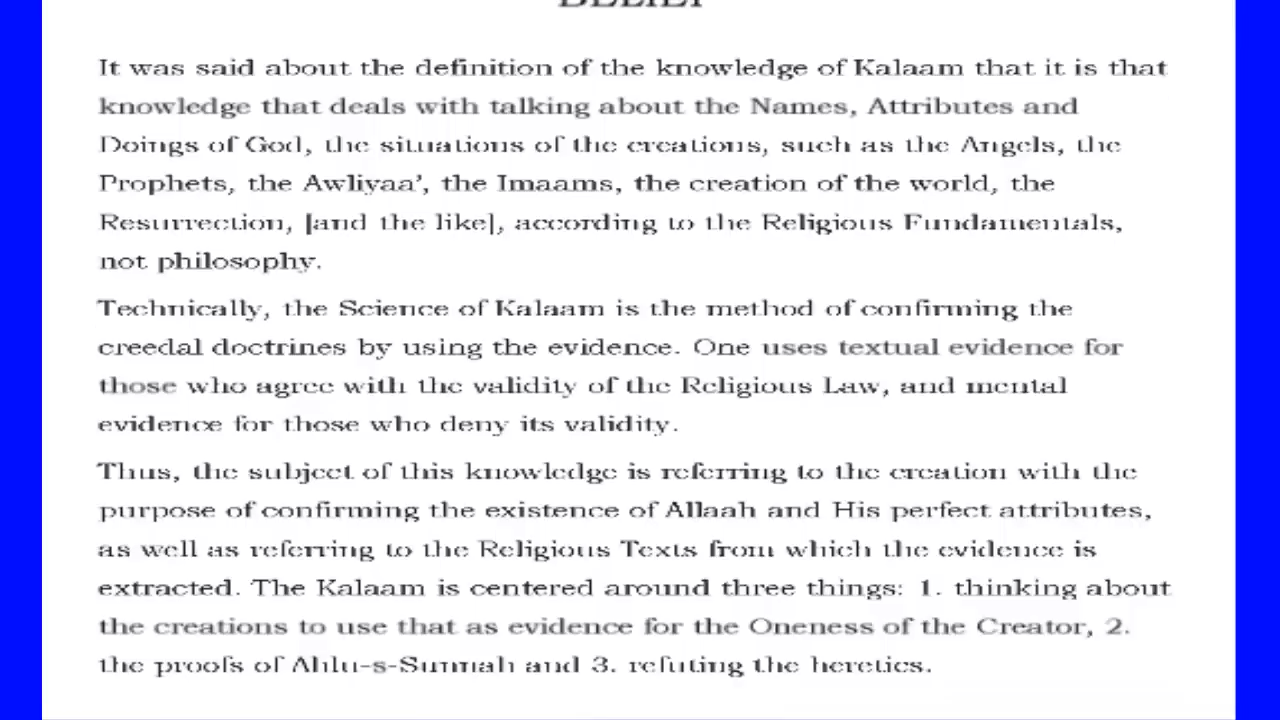 BELIEF
It was said about the definition of the knowledge of Kalaam that it is that
knowledge that deals with talking about the Names, Attributes and
Doings of God, the situations of the creations, such as the Angels, the
Prophets, the Awliyaa’, the Imaams, the creation of the world, the
Resurrection, [and the like], according to the Religious Fundamentals,
not philosophy.
Technically, the Science of Kalaam is the method of confirming the
creedal doctrines by using the evidence. One uses textual evidence for
those who agree with the validity of the Religious Law, and mental
evidence for those who deny its validity.
Thus, the subject of this knowledge is referring to the creation with the
purpose of confirming the existence of Allaah and His perfect attributes,
as well as referring to the Religious Texts from which the evidence is
extracted. The Kalaam is centered around three things: 1. thinking about
the creations to use that as evidence for the Oneness of the Creator, 2.
the proofs of Ahlu-s-Sunnah and 3. refuting the heretics.